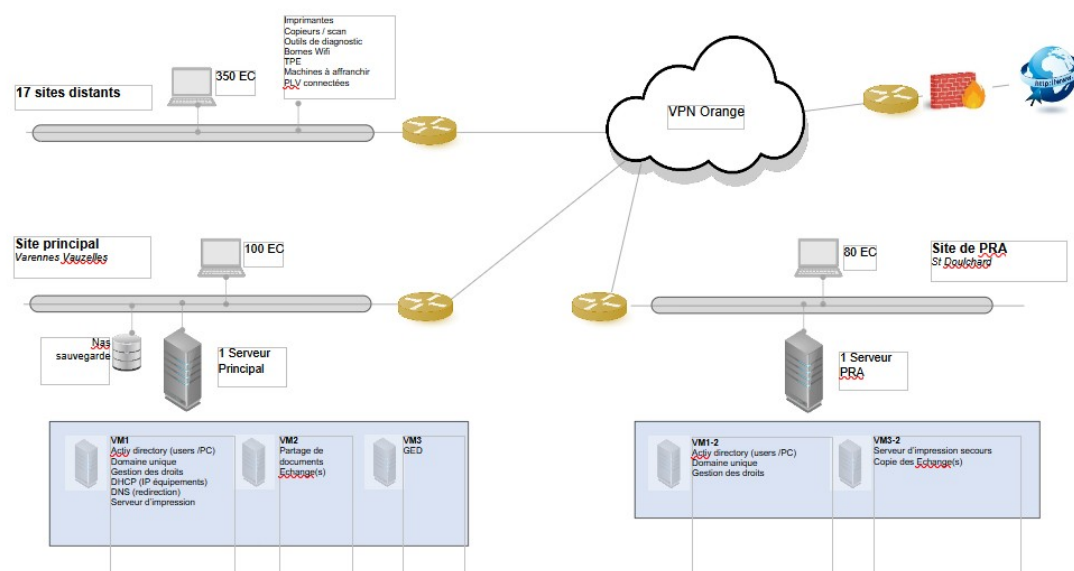 Imprimantes
Copieurs / scan
Outils de diagnostic
Bornes Wifi
TPE
Machines à affranchir
PLV connectées
350 EC
17 sites distants
VPN Orange
http://www
Site principal
Varennes Vauzelles
100 EC
80 EC
Site de PRA
St Doulchard
Nas
sauvegarde
1 Serveur
Principal
1 Serveur
PRA
VM1
Activ directory (users /PC)
Domaine unique
Gestion des droits
DHCP (IP équipements)
DNS (redirection)
Serveur d'impression
VM2
Partage de
documents
Echange(s)
VM3
GED
VM1-2
Activ directory (users /PC)
Domaine unique
Gestion des droits
VM3-2
Serveur d'impression secours
Copie des Echange(s)